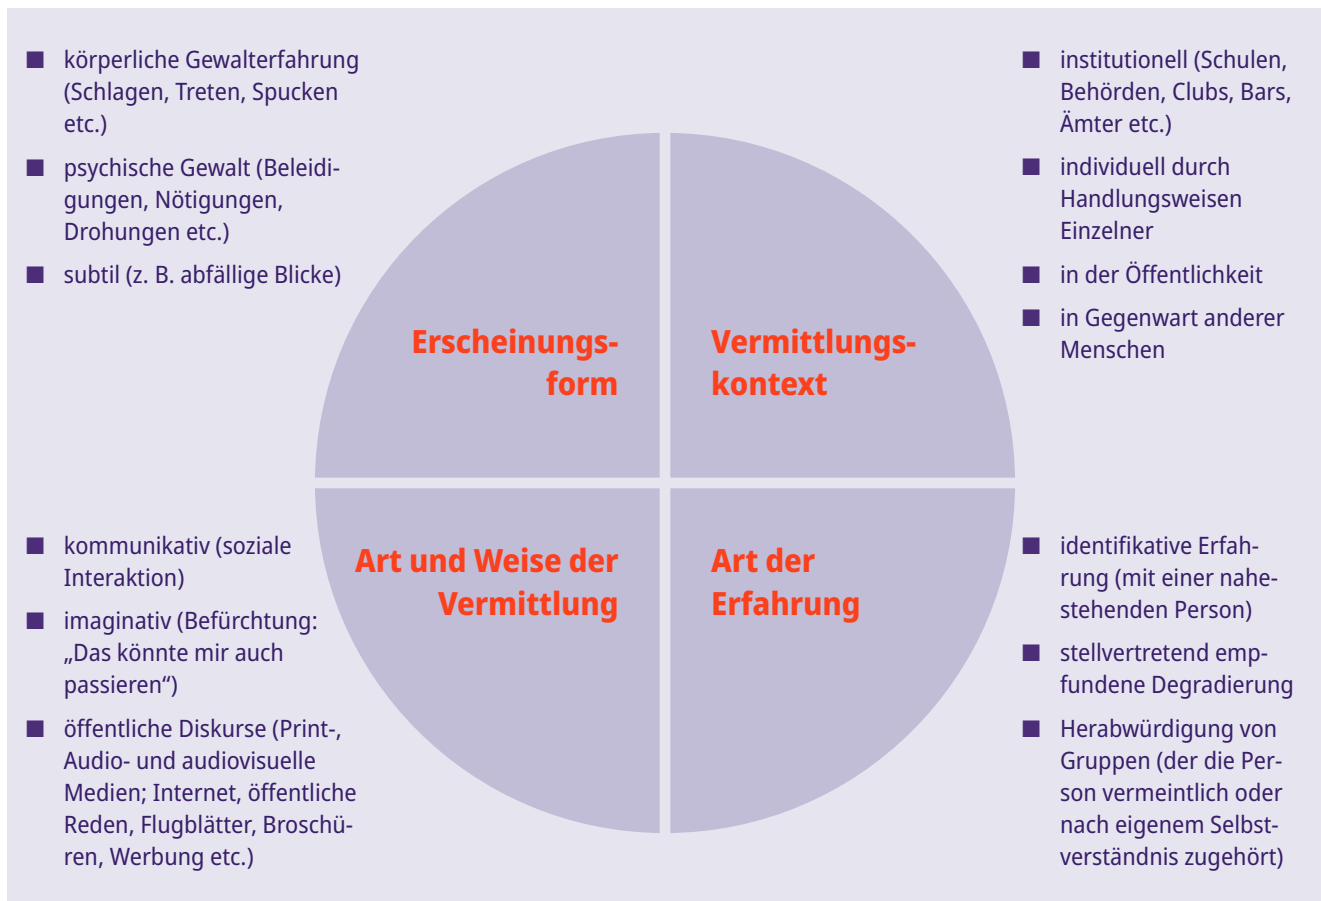 körperliche Gewalterfahrung
(Schlagen, Treten, Spucken
etc.)
psychische Gewalt (Beleidi-
gungen, Nötigungen,
Drohungen etc.)
subtil (z. B. abfällige Blicke)
Erscheinungs-
form
institutionell (Schulen,
Behörden, Clubs, Bars,
Ämter etc.)
individuell durch
Handlungsweisen
Einzelner
in der Öffentlichkeit
in Gegenwart anderer
Menschen
Vermittlungs-
kontext
kommunikativ (soziale
Interaktion)
imaginativ (Befürchtung:
„Das könnte mir auch
passieren“)
öffentliche Diskurse (Print-,
Audio- und audiovisuelle
Medien; Internet, öffentliche
Reden, Flugblätter, Broschü-
ren, Werbung etc.)
Art und Weise der
Vermittlung
Art der
Erfahrung
identifikative Erfah-
rung (mit einer nahe-
stehenden Person)
stellvertretend emp-
fundene Degradierung
Herabwürdigung von
Gruppen (der die Per-
son vermeintlich oder
nach eigenem Selbst-
verständnis zugehört)